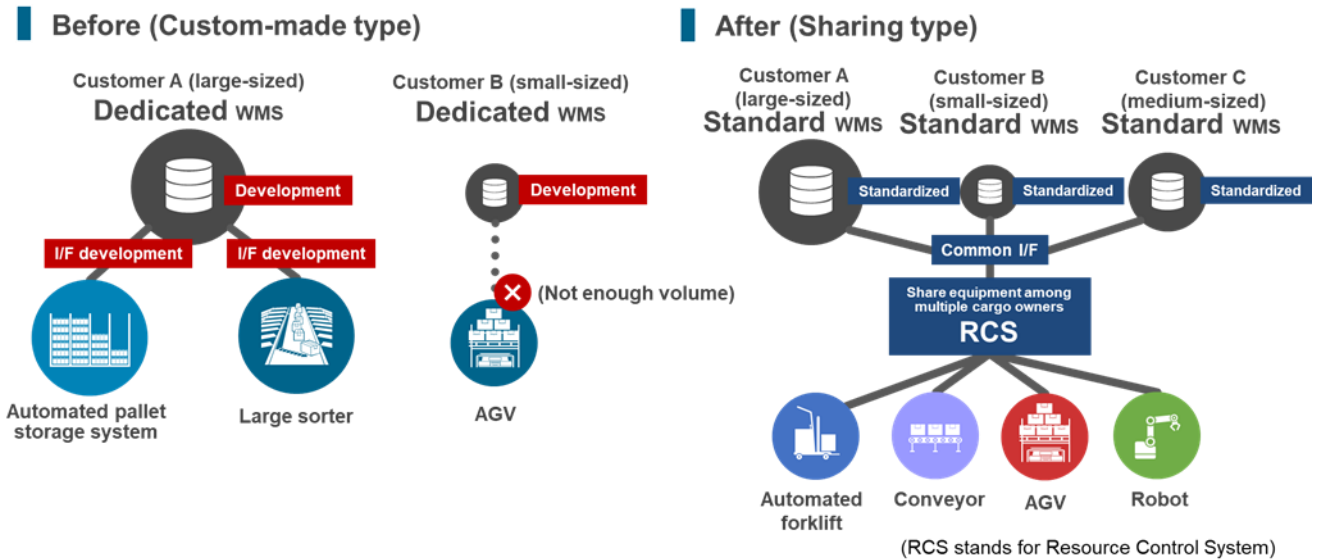 Before (Custom-made type)
Customer A (large-sized)
Dedicated WMS
Development
I/F development
I/F development
Automated pallet
storage system
Large sorter
Customer B (small-sized)
Dedicated WMS
Development
(Not enough volume)
AGV
After (Sharing type)
Customer A
(large-sized)
Standard WMS
Customer B
(small-sized)
Standard WMS
Customer C
(medium-sized)
Standard WMS
Standardized
Standardized
Standardized
Common I/F
Share equipment among
multiple cargo owners
RCS
Automated
forklift
Conveyor
AGV
Robot
(RCS stands for Resource Control System)